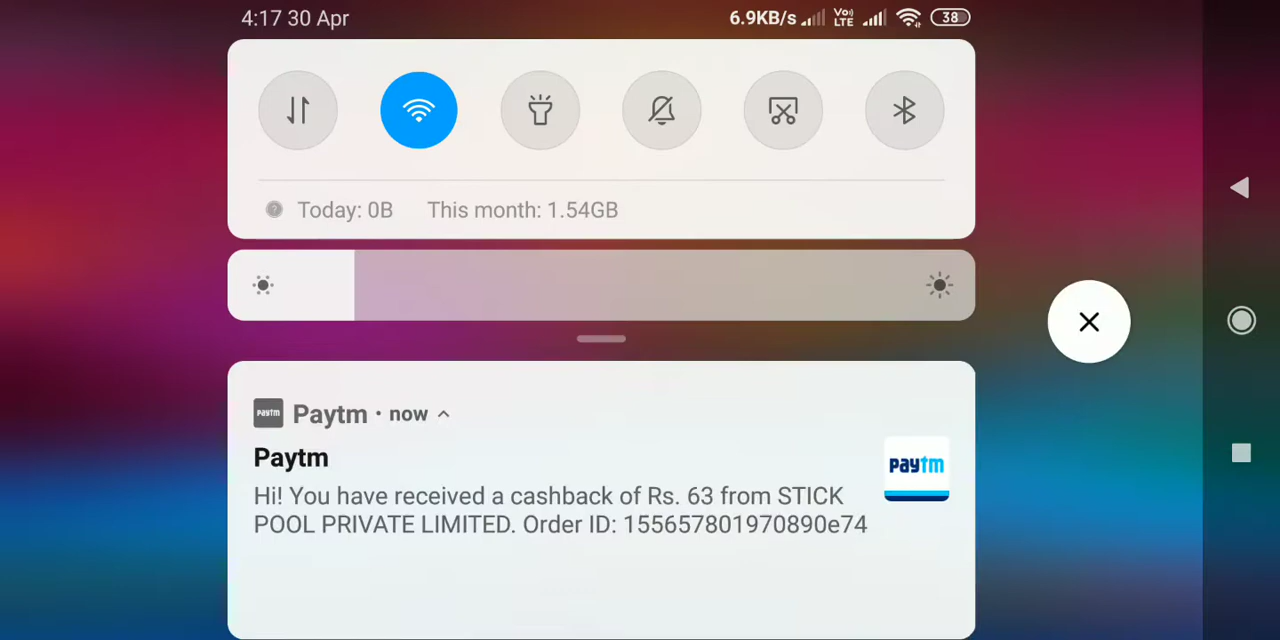 4:17 30 Apr
6.9KB/s Vo) LTE 38
Today: 0B This month: 1.54GB
paytm Paytm · now
Paytm
paytm
Hi! You have received a cashback of Rs. 63 from STICK
POOL PRIVATE LIMITED. Order ID: 155657801970890e74